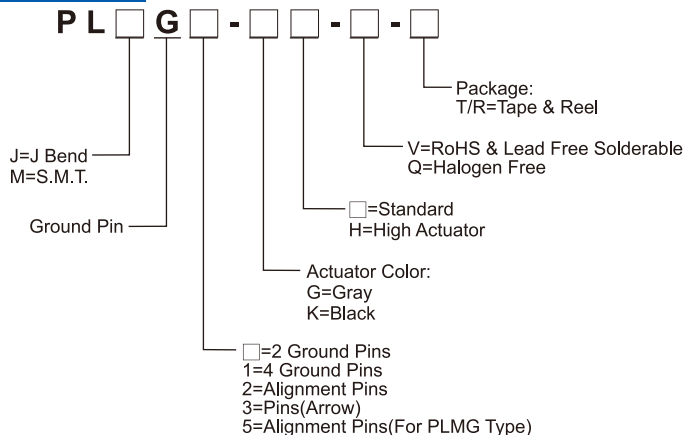 PL□G□-□□-□-□
Package:
T/R=Tape & Reel
J=J Bend
M=S.M.T.
V=RoHS & Lead Free Solderable
Q=Halogen Free
□=Standard
H=High Actuator
Ground Pin
Actuator Color:
G=Gray
K=Black
□=2 Ground Pins
1=4 Ground Pins
2=Alignment Pins
3=Pins(Arrow)
5=Alignment Pins(For PLMG Type)